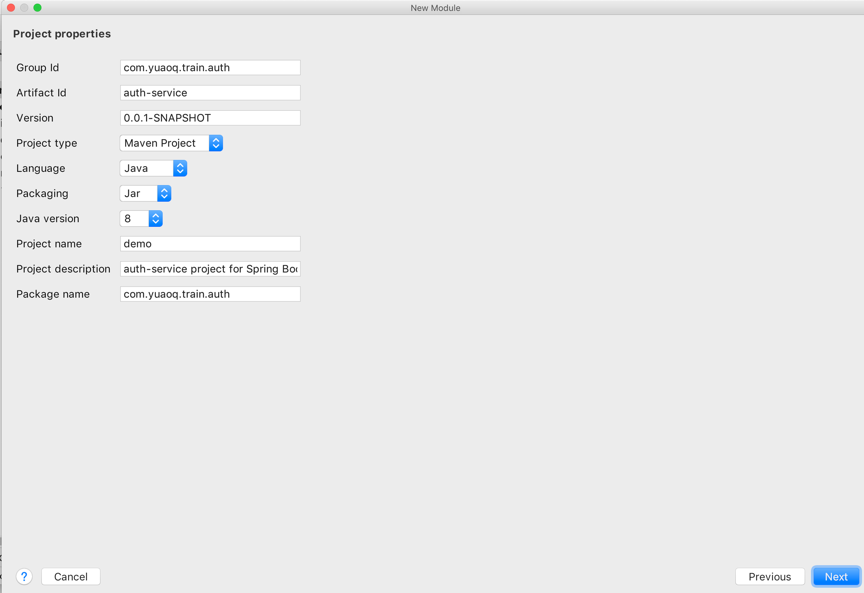 New Module
Project properties
Group Id com.yuaoq.train.auth
Artifact Id auth-service
Version 0.0.1-SNAPSHOT
Project type Maven Project
Language Java
Packaging Jar
Java version 8
Project name demo
Project description auth-service project for Spring Boo
Package name com.yuaoq.train.auth
? Cancel Previous Next